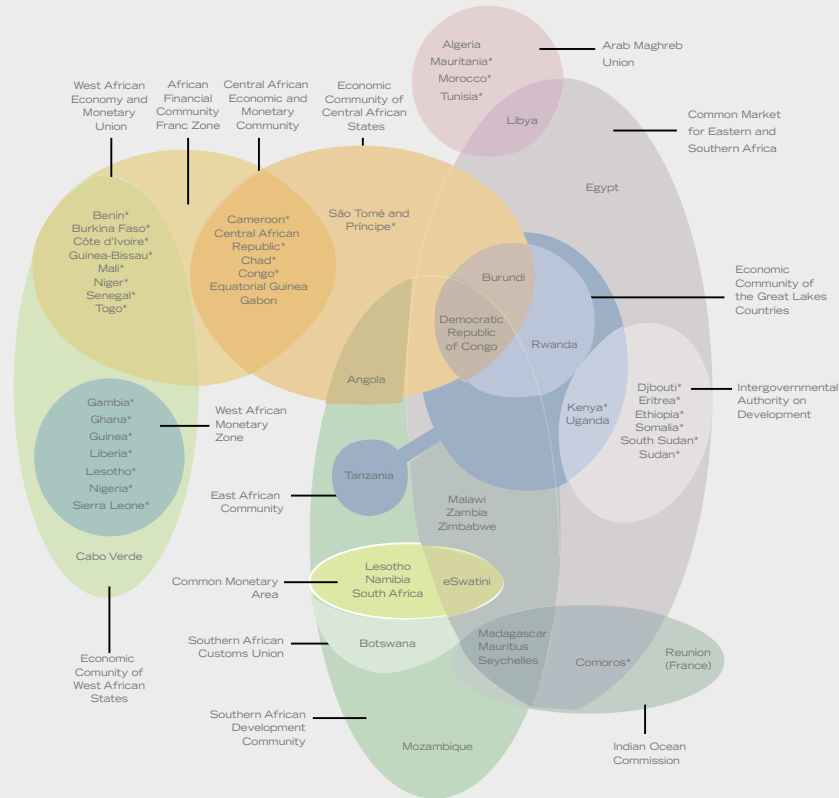 Algeria
Mauritania*
Morocco*
Tunisia*
Libya
Arab Maghreb
Union
West African
Economy and
Monetary
Union
African
Financial
Community
Franc Zone
Central African
Economic and
Monetary
Community
Economic
Community of
Central African
States
Common Market
for Eastern and
Southern Africa
Egypt
Benin*
Burkina Faso*
Côte d'Ivoire*
Guinea-Bissau*
Mali*
Niger*
Senegal*
Togo*
Cameroon*
Central African
Republic*
Chad*
Congo*
Equatorial Guinea
Gabon
São Tomé and
Príncipe*
Burundi
Democratic
Republic
of Congo
Rwanda
Economic
Community of
the Great Lakes
Countries
Angola
Kenya*
Uganda
Djbouti*
Eritrea*
Ethiopia*
Somalia*
South Sudan*
Sudan*
Intergovernmental
Authority on
Development
Gambia*
Ghana*
Guinea*
Liberia*
Lesotho*
Nigeria*
Sierra Leone*
West African
Monetary
Zone
Tanzania
East African
Community
Malawi
Zambia
Zimbabwe
Cabo Verde
Common Monetary
Area
Lesotho
Namibia
South Africa
eSwatini
Southern African
Customs Union
Botswana
Madagascar
Mauritius
Seychelles
Comoros*
Reunion
(France)
Economic
Comunity of
West African
States
Southern African
Development
Community
Mozambique
Indian Ocean
Commission